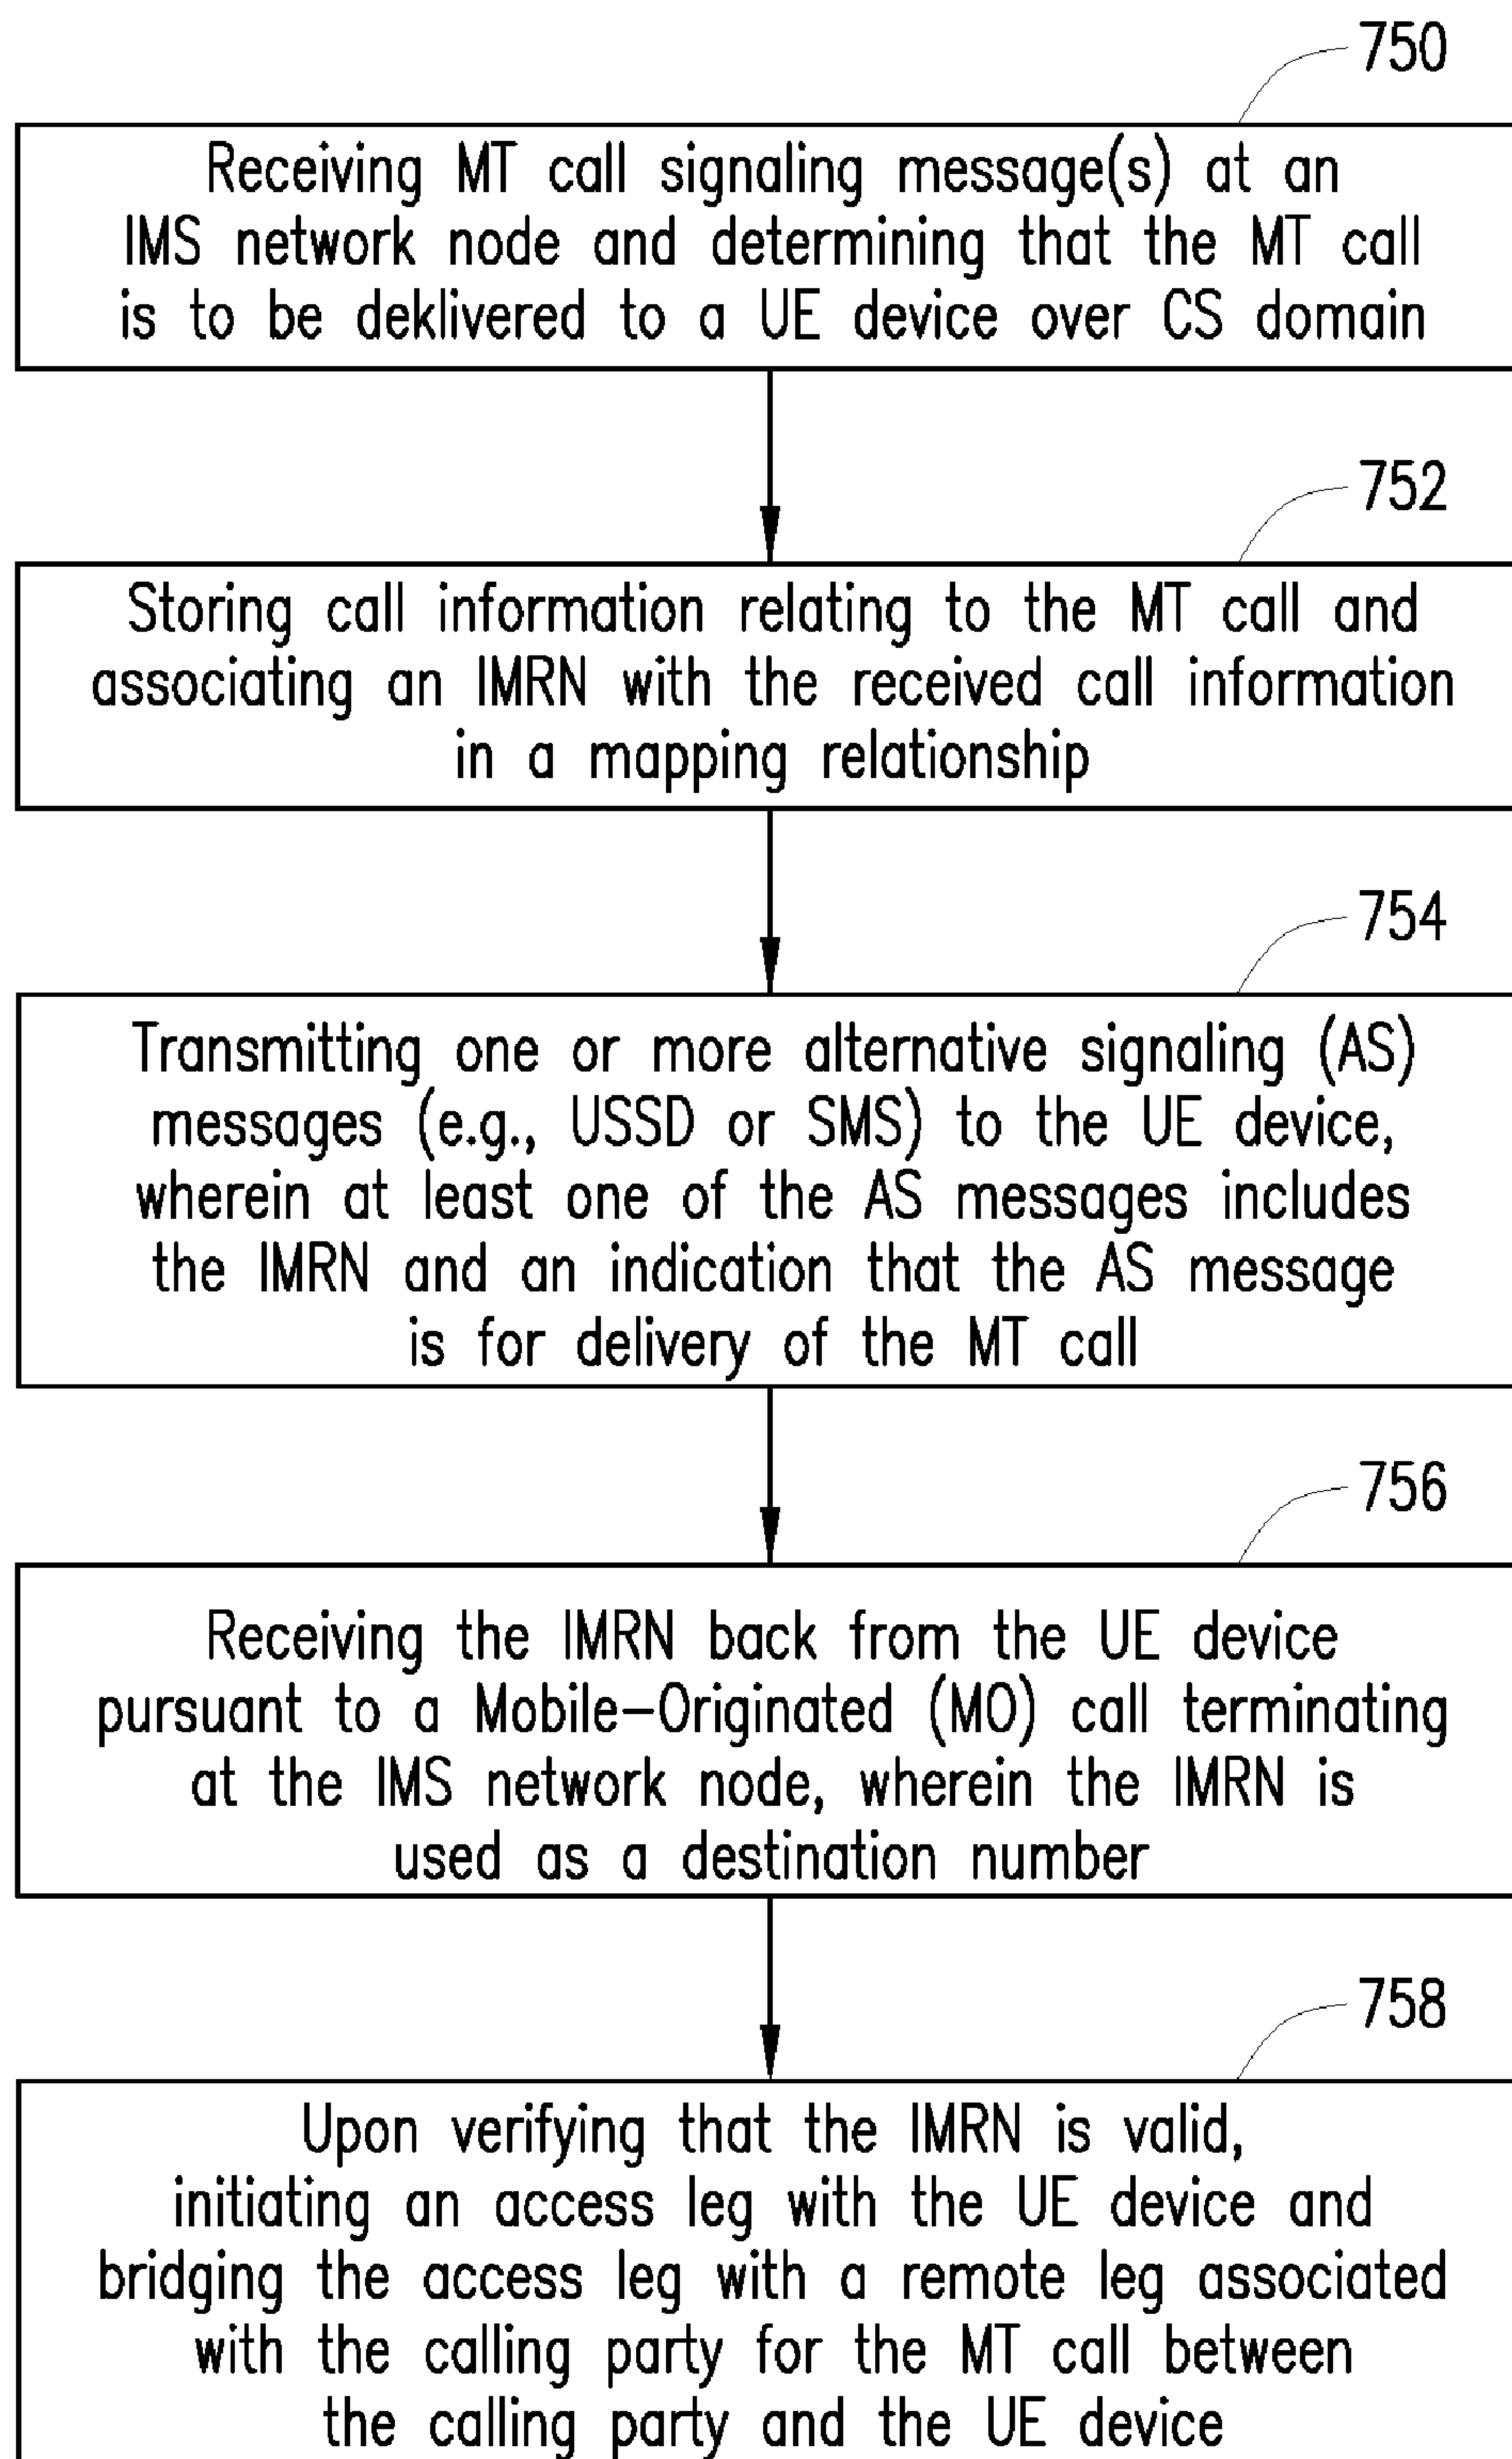 750
Receiving MT call signaling message(s) at an
IMS network node and determining that the MT call
is to be deklivered to a UE device over CS domain
752
Storing call information relating to the MT call and
associating an IMRN with the received call information
in a mapping relationship
754
Transmitting one or more alternative signaling (AS)
messages (e.g., USSD or SMS) to the UE device,
wherein at least one of the AS messages includes
the IMRN and an indication that the AS message
is for delivery of the MT call
756
Receiving the IMRN back from the UE device
pursuant to a Mobile-Originated (MO) call terminating
at the IMS network node, wherein the IMRN is
used as a destination number
758
Upon verifying that the IMRN is valid,
initiating an access leg with the UE device and
bridging the access leg with a remote leg associated
with the calling party for the MT call between
the calling party and the UE device